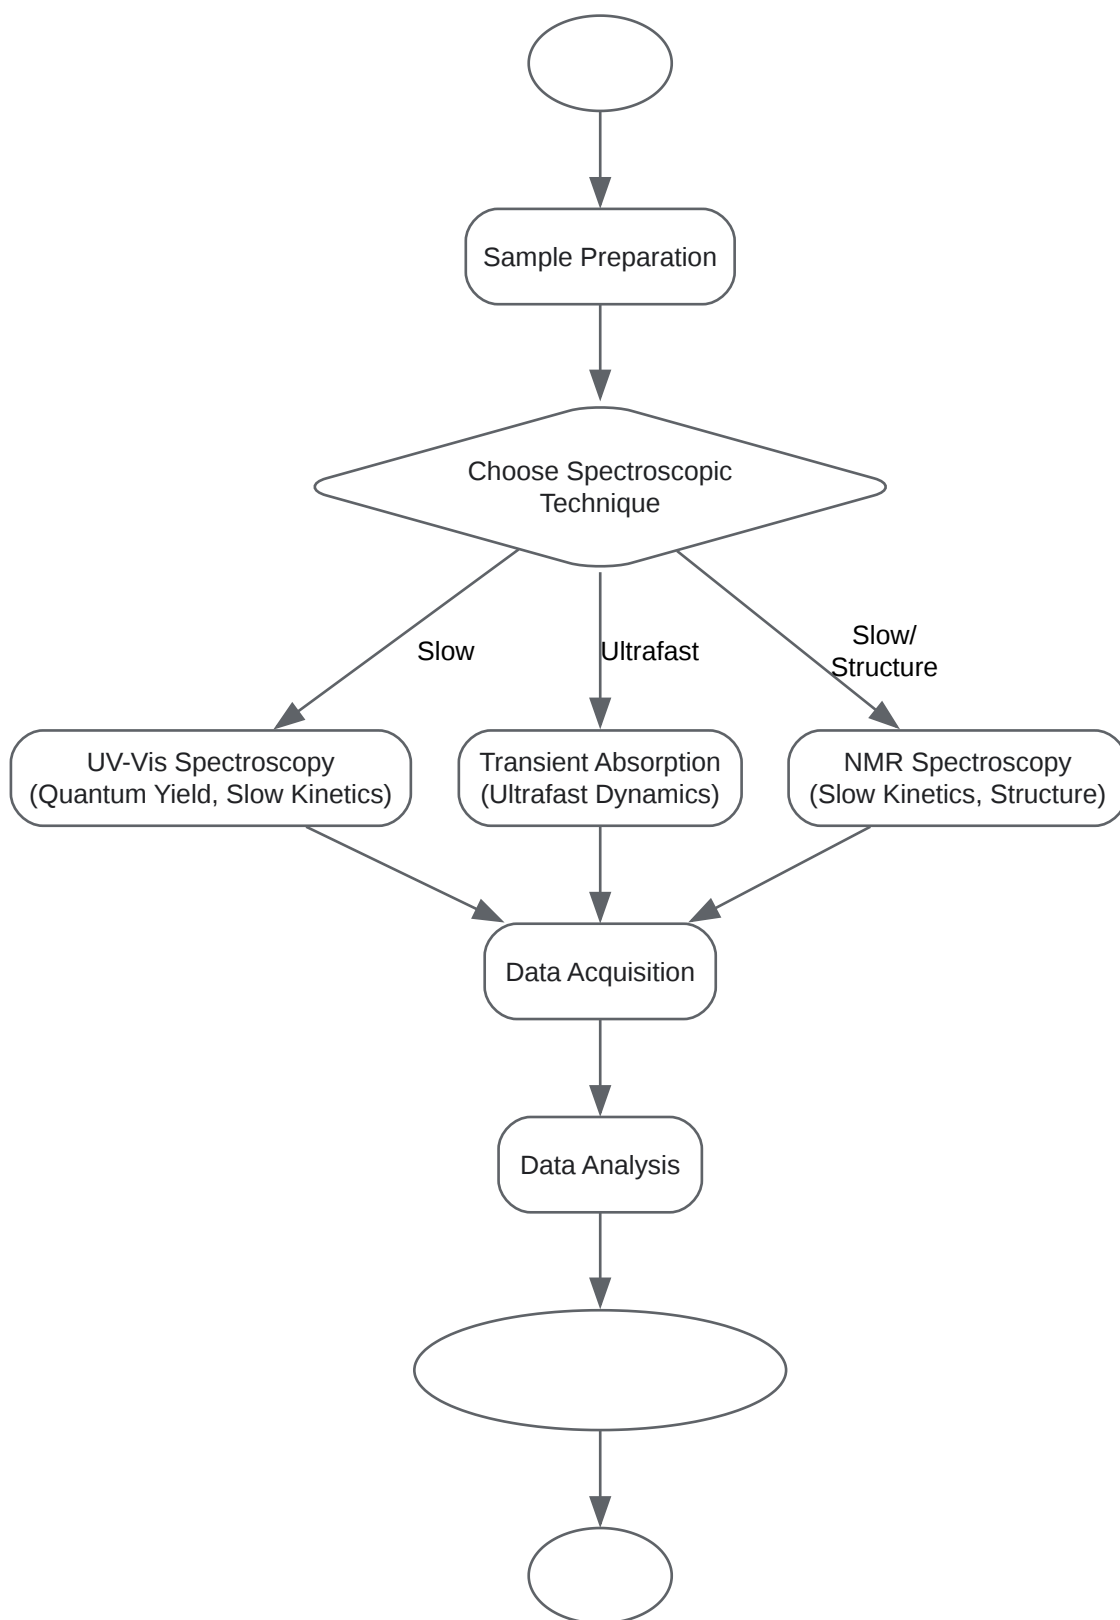 Sample Preparation
Choose Spectroscopic
Technique
Slow
Ultrafast
Slow/
Structure
UV-Vis Spectroscopy
(Quantum Yield, Slow Kinetics)
Transient Absorption
(Ultrafast Dynamics)
NMR Spectroscopy
(Slow Kinetics, Structure)
Data Acquisition
Data Analysis